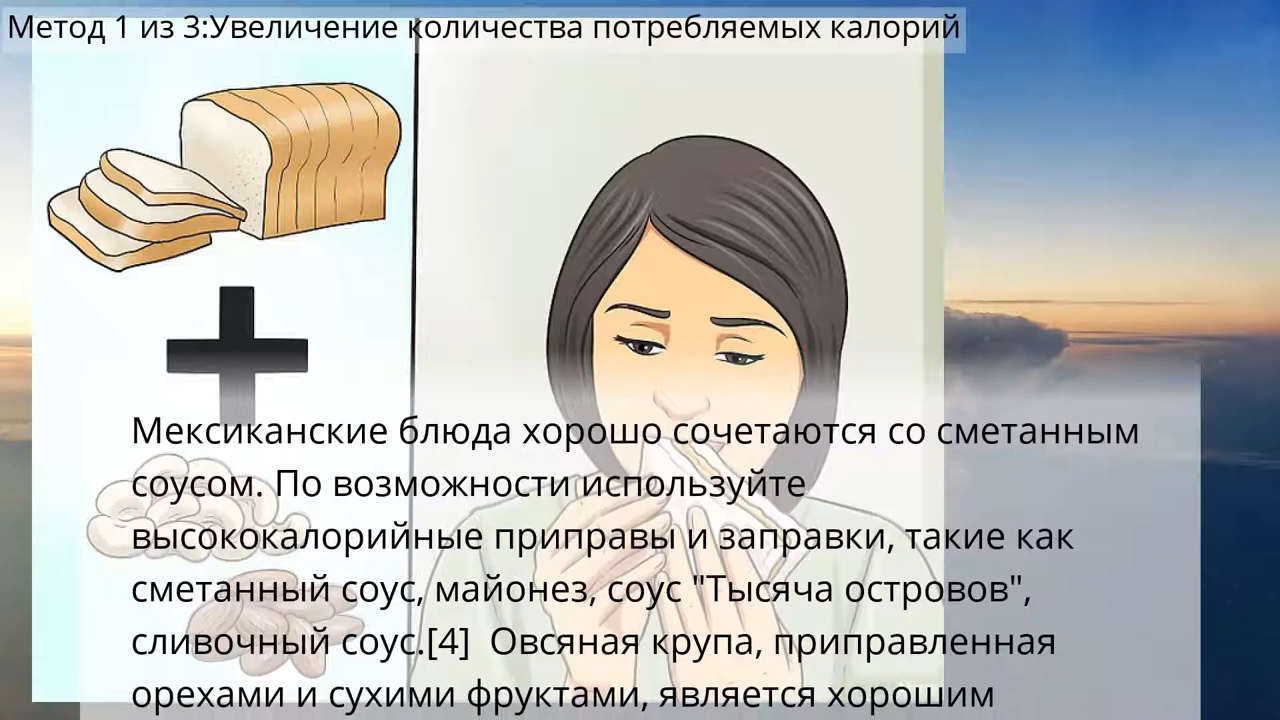 Метод 1 из 3:Увеличение количества потребляемых калорий
Мексиканские блюда хорошо сочетаются со сметанным
соусом. По возможности используйте
высококалорийные приправы и заправки, такие как
сметанный соус, майонез, соус "Тысяча островов",
сливочный соус.[4]  Овсяная крупа, приправленная
орехами и сухими фруктами, является хорошим